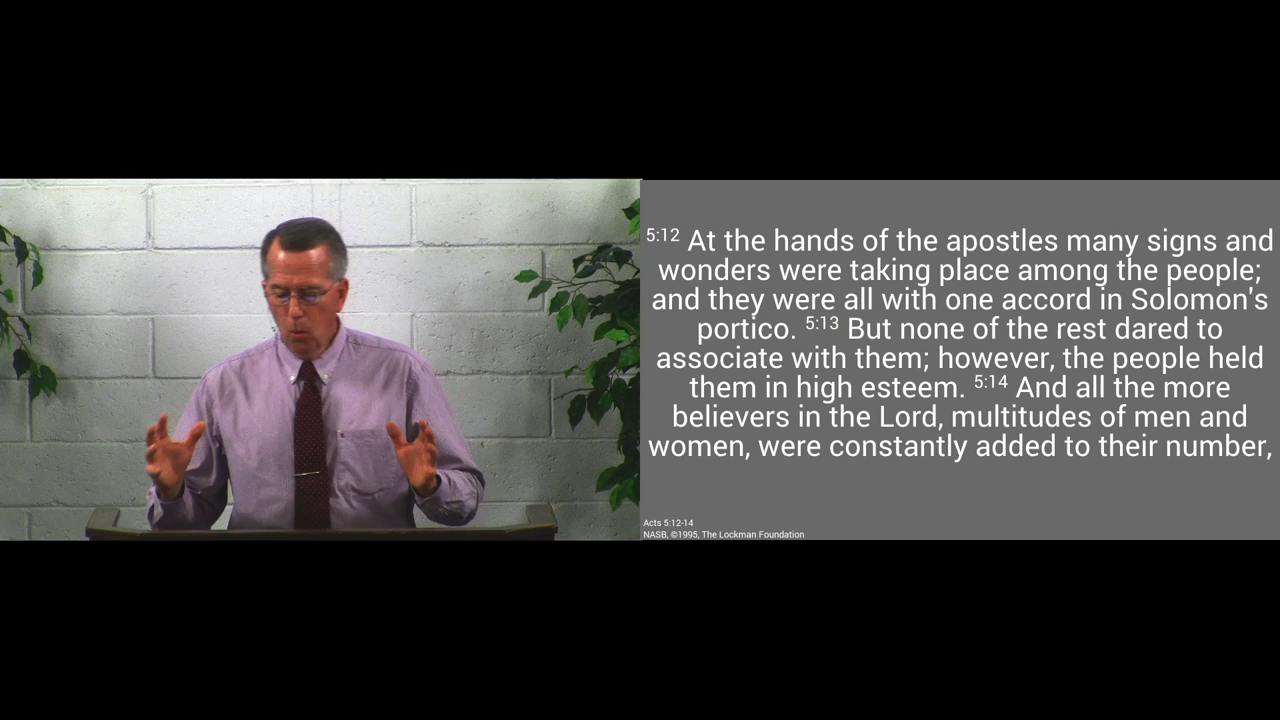 5:12 At the hands of the apostles many signs and
wonders were taking place among the people;
and they were all with one accord in Solomon's
portico. 5:13 But none of the rest dared to
associate with them; however, the people held
them in high esteem. 5:14 And all the more
believers in the Lord, multitudes of men and
women, were constantly added to their number,
Acts 5:12-14
NASB, ©1995, The Lockman Foundation